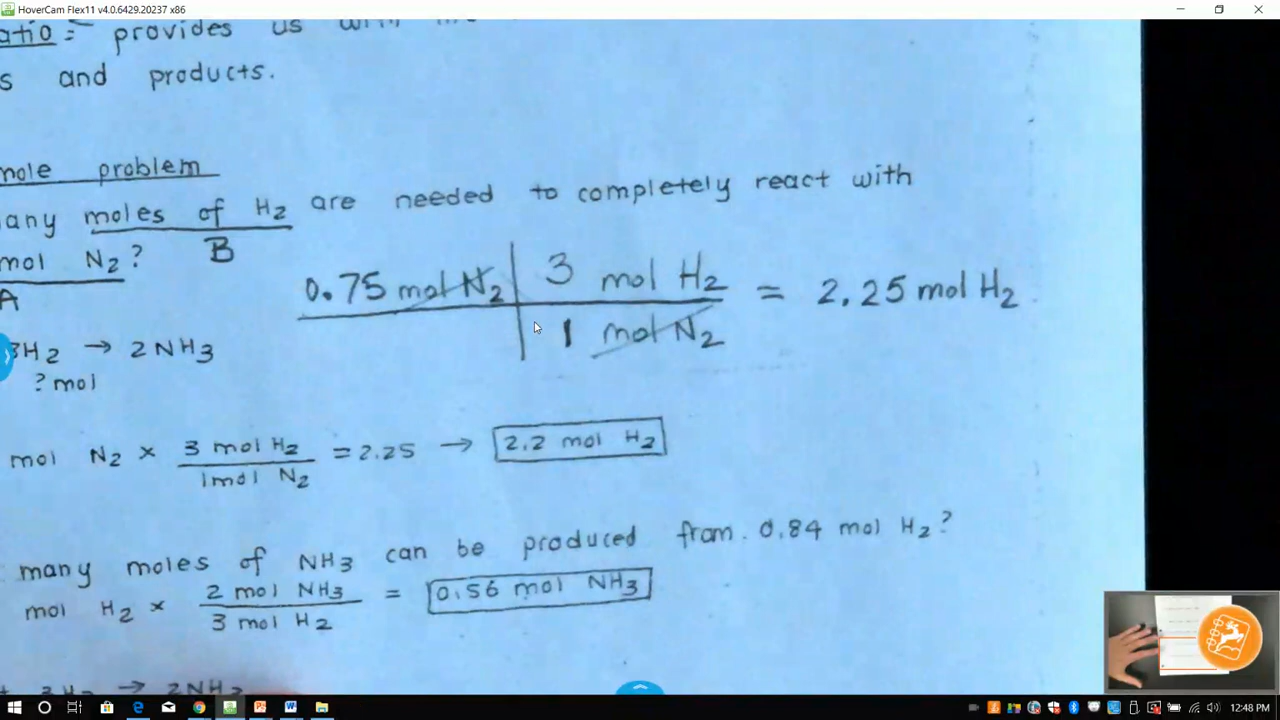 HoverCam Flex11 v4.0.6429.20237 x86
atio: provides us with
s and products.
mole problem
any moles of H2 are needed to completely react with
mol N2?
B
A
0.75 mol N2 | 3 mol H2 = 2.25 mol H2
1 mol N2
3H2 → 2NH3
? mol
mol N2 × 3 mol H2 = 2.25 → 2.2 mol H2
1 mol N2
many moles of NH3 can be produced from 0.84 mol H2?
mol H2 × 2 mol NH3 = 0.56 mol NH3
3 mol H2
3H2 → 2NH3
12:48 PM